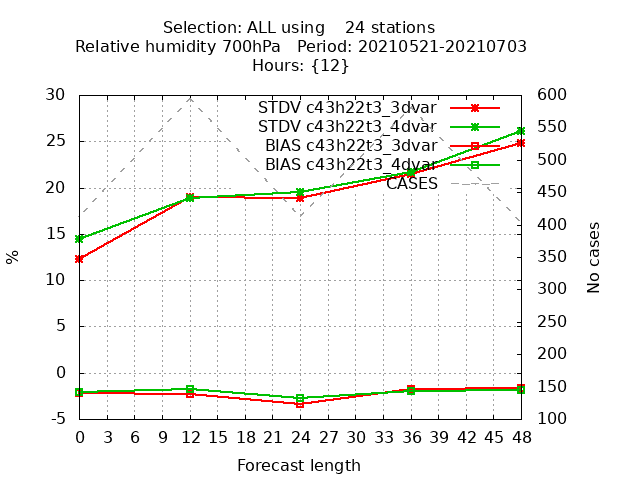 Selection: ALL using    24 stations
Relative humidity 700hPa   Period: 20210521-20210703
Hours: {12}
STDV c43h22t3_3dvar
STDV c43h22t3_4dvar
BIAS c43h22t3_3dvar
BIAS c43h22t3_4dvar
CASES
30
25
20
15
10
5
0
-5
%
600
550
500
450
400
350
300
250
200
150
100
No cases
0 3 6 9 12 15 18 21 24 27 30 33 36 39 42 45 48
Forecast length